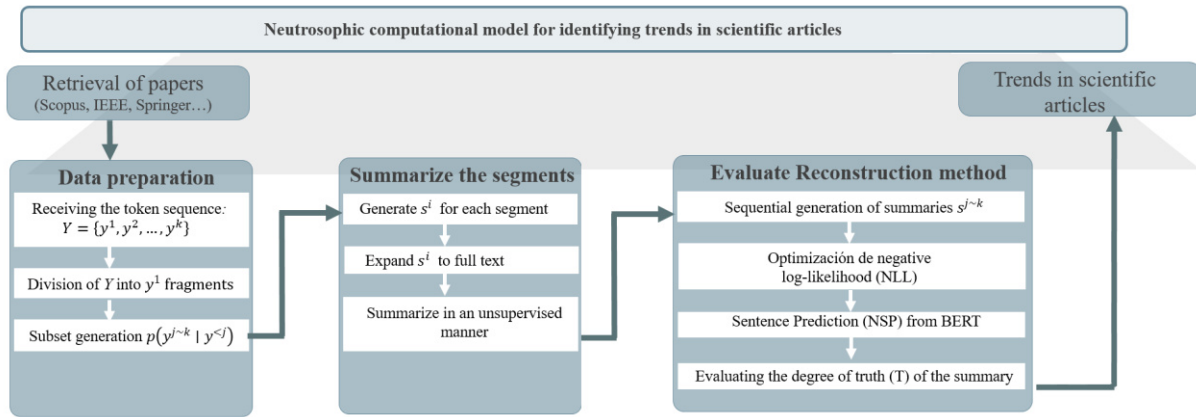 Neutrosophic computational model for identifying trends in scientific articles
Retrieval of papers
(Scopus, IEEE, Springer…)
Trends in scientific
articles
Data preparation
Receiving the token sequence:
Y = {y¹, y², …, yᵏ}
Division of Y into y¹ fragments
Subset generation p(y^{j~k} | y^{<j})
Summarize the segments
Generate sⁱ for each segment
Expand sⁱ to full text
Summarize in an unsupervised
manner
Evaluate Reconstruction method
Sequential generation of summaries s^{j~k}
Optimización de negative
log-likelihood (NLL)
Sentence Prediction (NSP) from BERT
Evaluating the degree of truth (T) of the summary